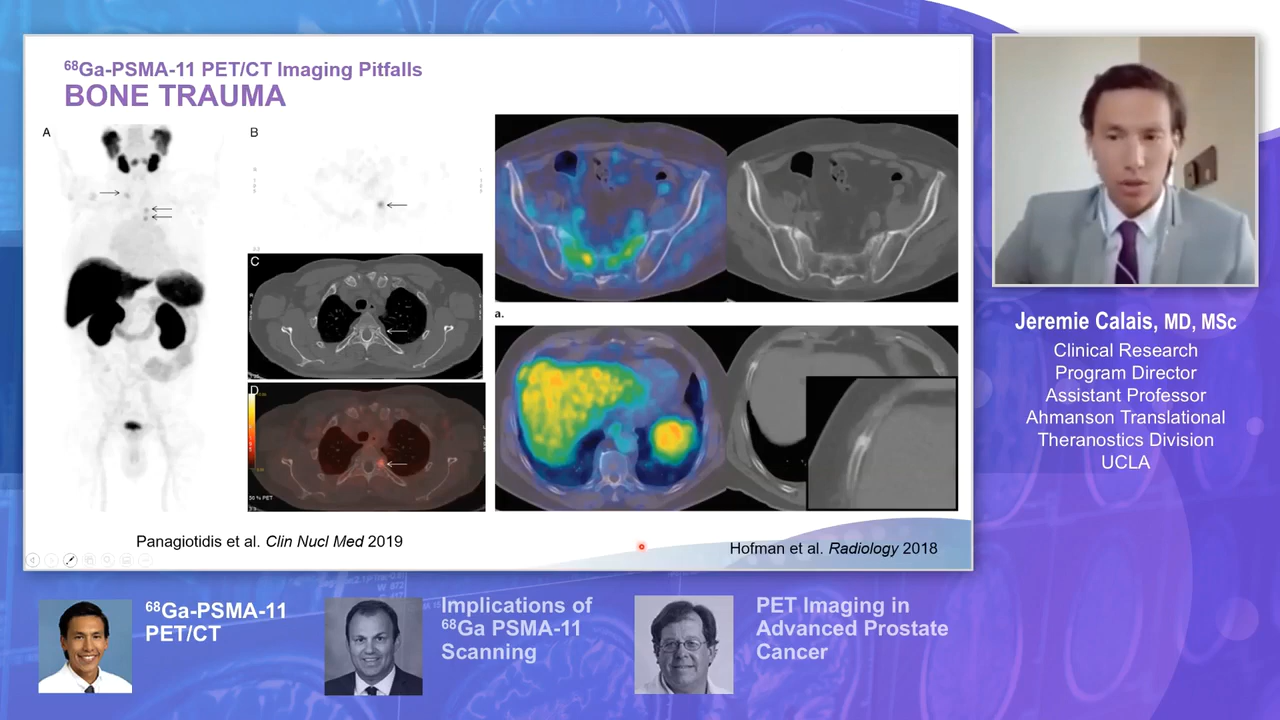 68Ga-PSMA-11 PET/CT Imaging Pitfalls
BONE TRAUMA
A
B
C
D
30 % PET
a.
Panagiotidis et al. Clin Nucl Med 2019
Hofman et al. Radiology 2018
Jeremie Calais, MD, MSc
Clinical Research
Program Director
Assistant Professor
Ahmanson Translational
Theranostics Division
UCLA
68Ga-PSMA-11
PET/CT
Implications of
68Ga PSMA-11
Scanning
PET Imaging in
Advanced Prostate
Cancer